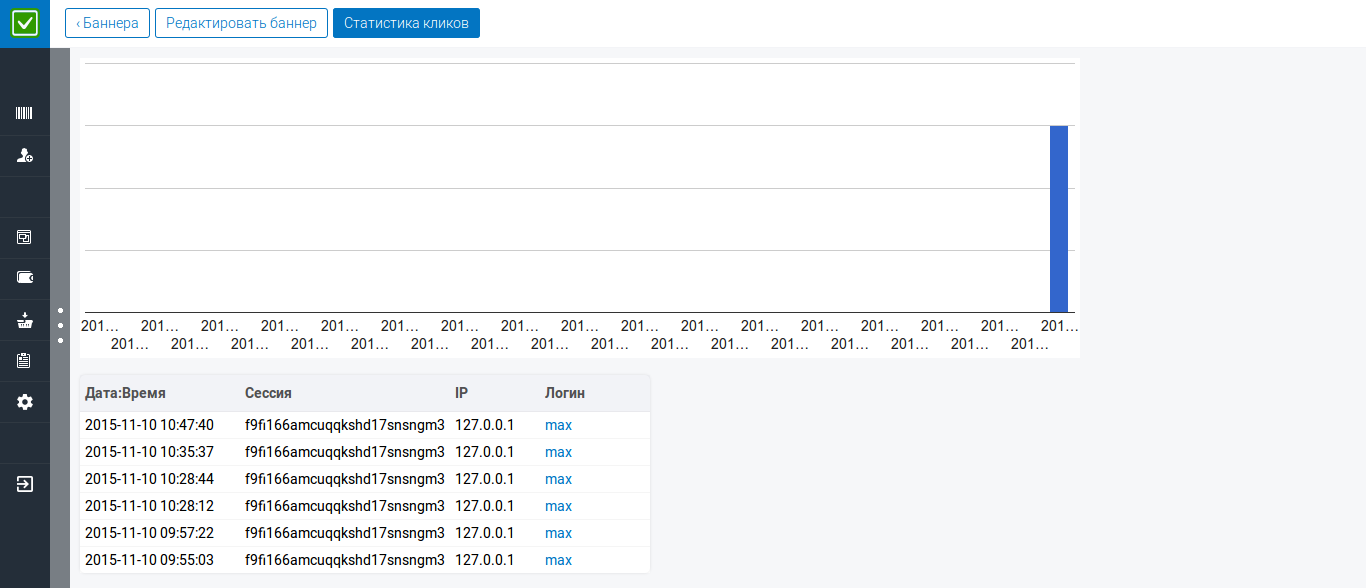 ‹ Баннера Редактировать баннер Статистика кликов
201... 201... 201... 201... 201... 201... 201... 201... 201... 201... 201... 201... 201... 201... 201... 201... 201...
201... 201... 201... 201... 201... 201... 201... 201... 201... 201... 201... 201... 201... 201... 201... 201...
Дата:Время Сессия IP Логин
2015-11-10 10:47:40 f9fi166amcuqqkshd17snsngm3 127.0.0.1 max
2015-11-10 10:35:37 f9fi166amcuqqkshd17snsngm3 127.0.0.1 max
2015-11-10 10:28:44 f9fi166amcuqqkshd17snsngm3 127.0.0.1 max
2015-11-10 10:28:12 f9fi166amcuqqkshd17snsngm3 127.0.0.1 max
2015-11-10 09:57:22 f9fi166amcuqqkshd17snsngm3 127.0.0.1 max
2015-11-10 09:55:03 f9fi166amcuqqkshd17snsngm3 127.0.0.1 max